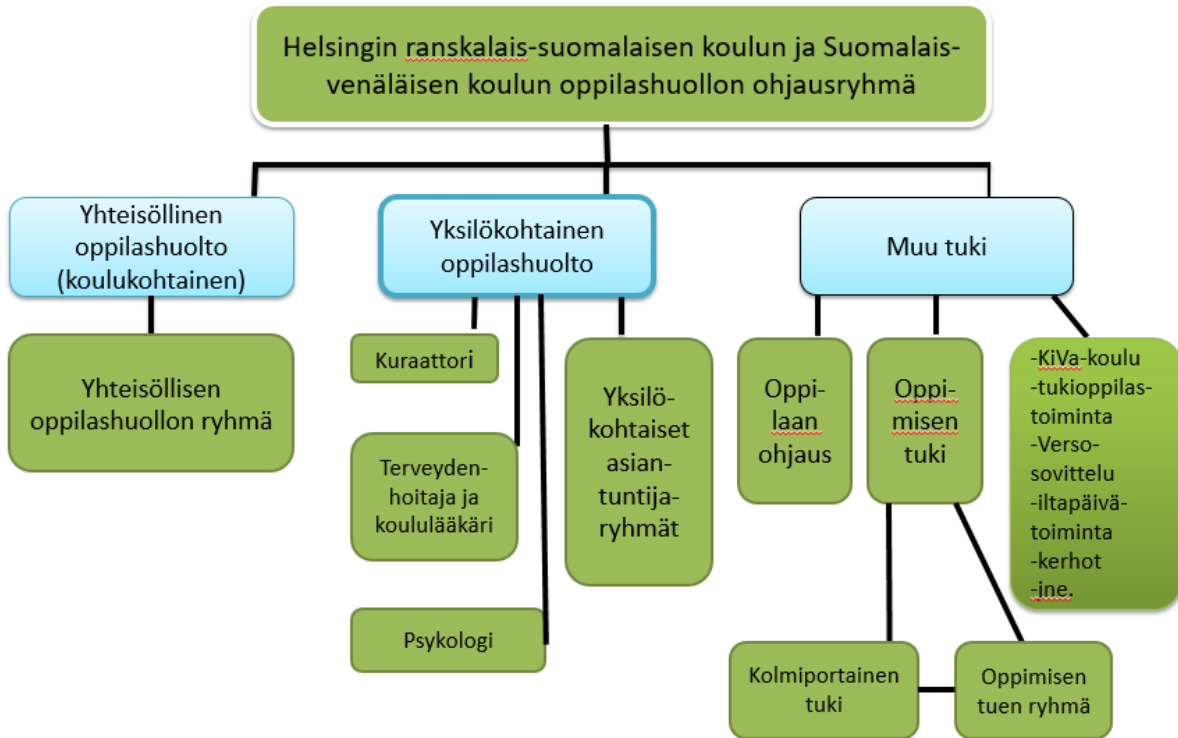 Helsingin ranskalais-suomalaisen koulun ja Suomalais-
venäläisen koulun oppilashuollon ohjausryhmä
Yhteisöllinen
oppilashuolto
(koulukohtainen)
Yksilökohtainen
oppilashuolto
Muu tuki
Yhteisöllisen
oppilashuollon ryhmä
Kuraattori
Terveyden-
hoitaja ja
koululääkäri
Psykologi
Yksilö-
kohtaiset
asian-
tuntija-
ryhmät
Oppi-
laan
ohjaus
Oppi-
misen
tuki
-KiVa-koulu
-tukioppilas-
toiminta
-Verso-
sovittelu
-iltapäivä-
toiminta
-kerhot
-jne.
Kolmiportainen
tuki
Oppimisen
tuen ryhmä